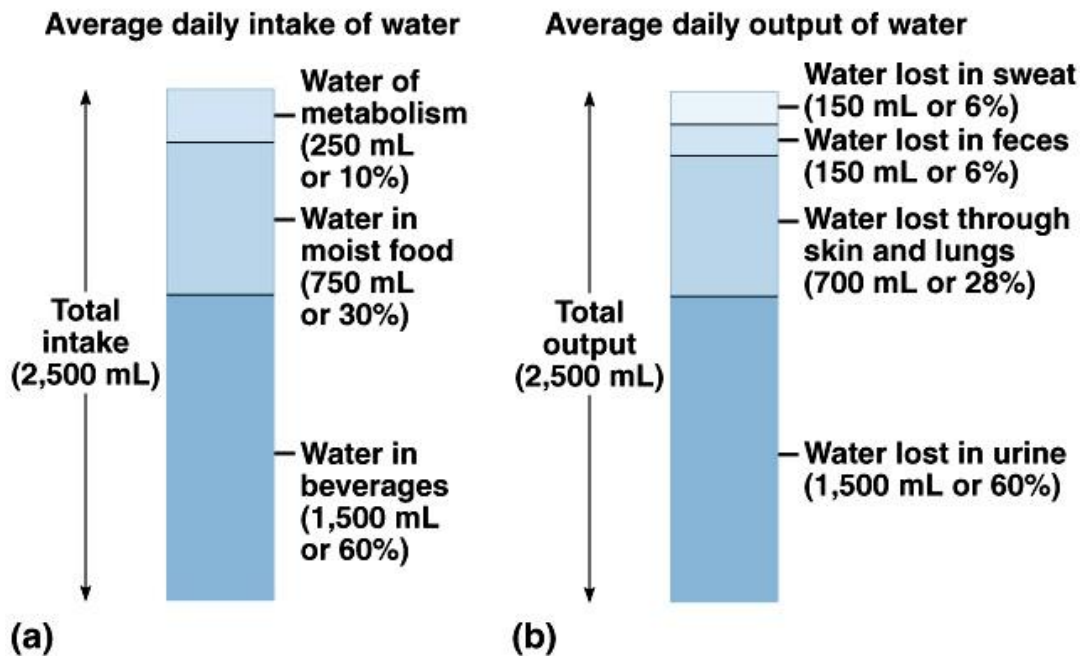 Average daily intake of water
Water of
metabolism
(250 mL
or 10%)
Water in
moist food
(750 mL
or 30%)
Total
intake
(2,500 mL)
Water in
beverages
(1,500 mL
or 60%)
(a)
Average daily output of water
Water lost in sweat
(150 mL or 6%)
Water lost in feces
(150 mL or 6%)
Water lost through
skin and lungs
(700 mL or 28%)
Total
output
(2,500 mL)
Water lost in urine
(1,500 mL or 60%)
(b)